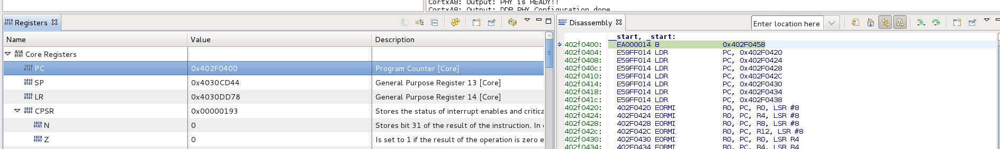 CortxA8: Output: PHY is READY!!
CortxA8: Output: DDR PHY Configuration done
Registers
Name Value Description
Core Registers
PC 0x402F0400 Program Counter [Core]
SP 0x4030CD44 General Purpose Register 13 [Core]
LR 0x4030DD78 General Purpose Register 14 [Core]
CPSR 0x00000193 Stores the status of interrupt enables and critica
N 0 Stores bit 31 of the result of the instruction. In
Z 0 Is set to 1 if the result of the operation is zero e
Disassembly
Enter location here
__start, _start:
402f0400: EA000014 B 0x402F0458
402f0404: E59FF014 LDR PC, 0x402F0420
402f0408: E59FF014 LDR PC, 0x402F0424
402f040c: E59FF014 LDR PC, 0x402F0428
402f0410: E59FF014 LDR PC, 0x402F042C
402f0414: E59FF014 LDR PC, 0x402F0430
402f0418: E59FF014 LDR PC, 0x402F0434
402f041c: E59FF014 LDR PC, 0x402F0438
402f0420: 402F0420 EORMI R0, PC, R0, LSR #8
402f0424: 402F0424 EORMI R0, PC, R4, LSR #8
402f0428: 402F0428 EORMI R0, PC, R8, LSR #8
402f042c: 402F042C EORMI R0, PC, R12, LSR #8
402f0430: 402F0430 EORMI R0, PC, R0, LSR R4
402f0434: 402F0434 EORMI R0, PC, R4, LSR R4